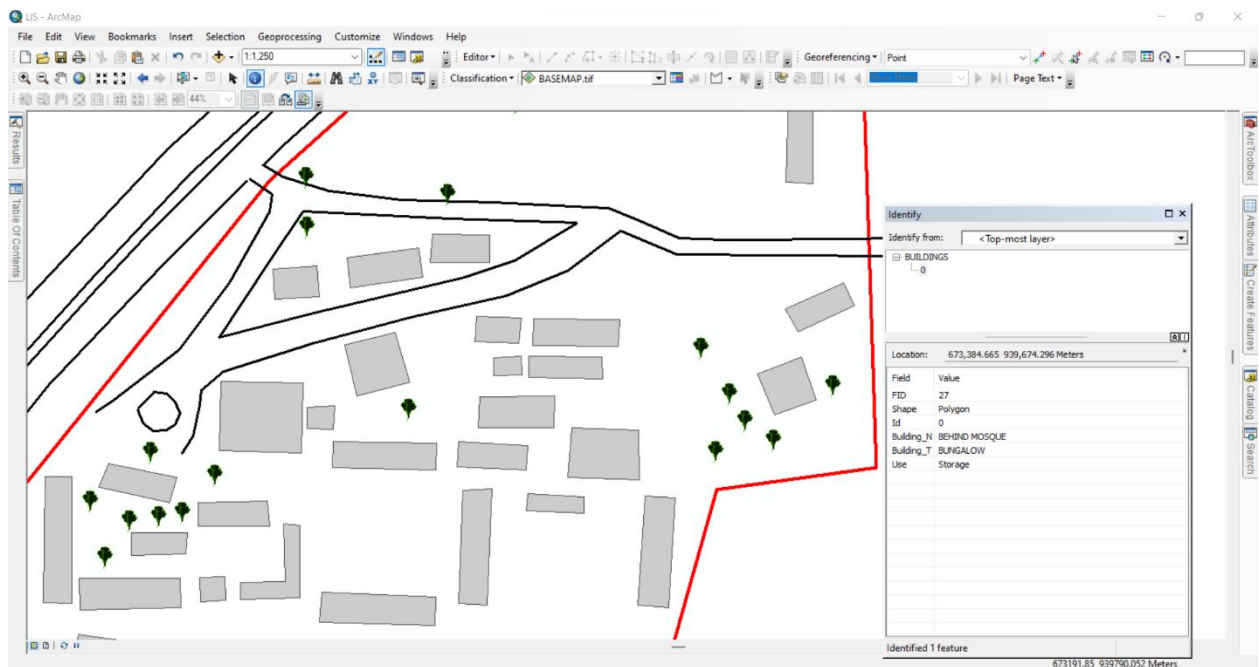 LIS - ArcMap
File Edit View Bookmarks Insert Selection Geoprocessing Customize Windows Help
1:1,250 Editor Georeferencing Point
Classification BASEMAP.tif Page Text
44%
Results
Table Of Contents
ArcToolbox
Attributes
Create Features
Catalog
Search
Identify
Identify from: <Top-most layer>
BUILDINGS
0
Location: 673,384.665 939,674.296 Meters
Field Value
FID 27
Shape Polygon
Id 0
Building_N BEHIND MOSQUE
Building_T BUNGALOW
Use Storage
Identified 1 feature
673191.85 939790.052 Meters